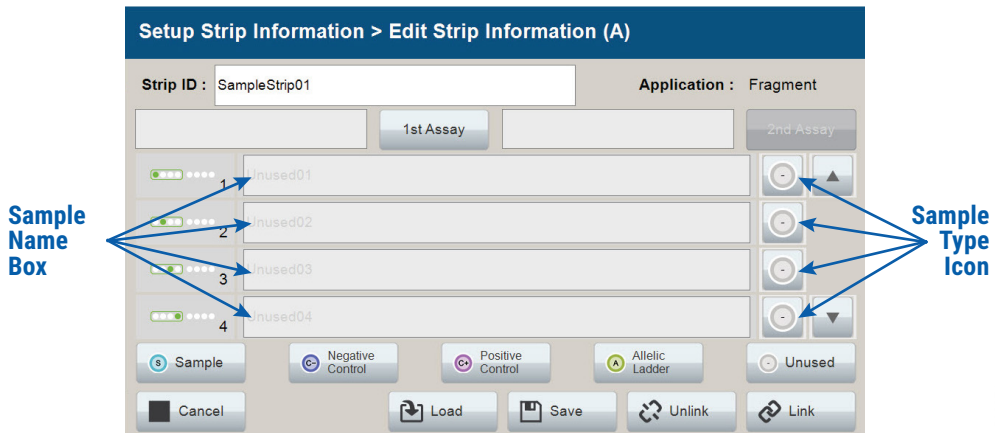 Setup Strip Information > Edit Strip Information (A)
Strip ID : SampleStrip01 Application : Fragment
1st Assay 2nd Assay
1 Unused01 -
2 Unused02 -
3 Unused03 -
4 Unused04 -
Sample
Name
Box
Sample
Type
Icon
S Sample C- Negative Control C+ Positive Control A Allelic Ladder - Unused
Cancel Load Save Unlink Link